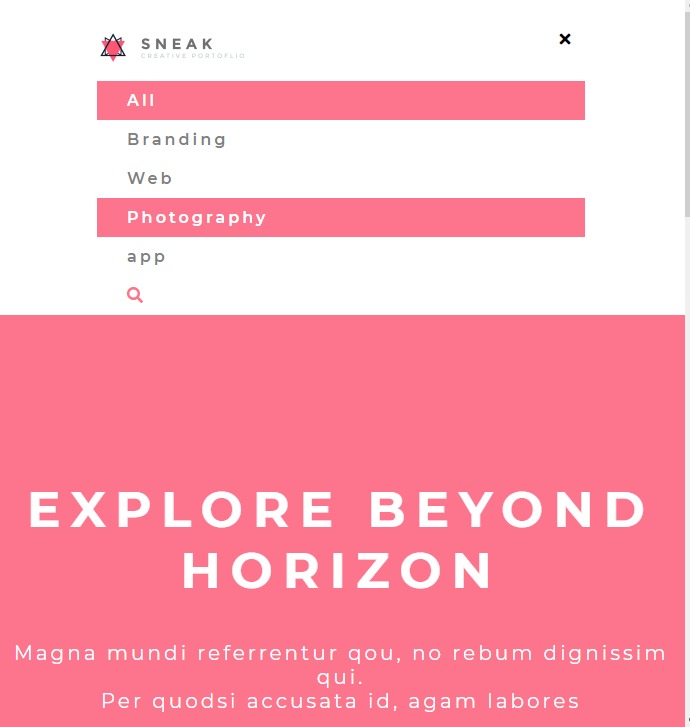 SNEAK
CREATIVE PORTOFLIO
All
Branding
Web
Photography
app
EXPLORE BEYOND
HORIZON
Magna mundi referrentur qou, no rebum dignissim
qui.
Per quodsi accusata id, agam labores